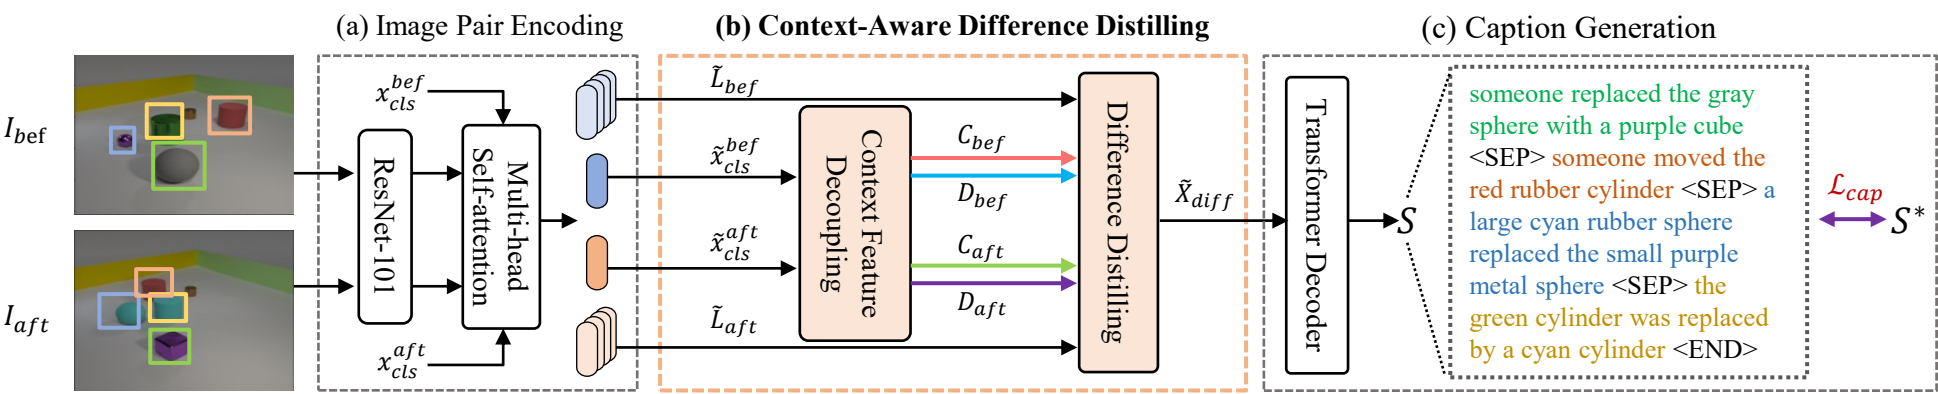 (a) Image Pair Encoding
(b) Context-Aware Difference Distilling
(c) Caption Generation
I_bef
I_aft
x_cls^bef
ResNet-101
Multi-head
Self-attention
x_cls^aft
L̃_bef
x̃_cls^bef
x̃_cls^aft
L̃_aft
Context Feature
Decoupling
C_bef
D_bef
C_aft
D_aft
Difference Distilling
X̃_diff
Transformer Decoder
S
someone replaced the gray
sphere with a purple cube
<SEP> someone moved the
red rubber cylinder <SEP> a
large cyan rubber sphere
replaced the small purple
metal sphere <SEP> the
green cylinder was replaced
by a cyan cylinder <END>
ℒ_cap
S*